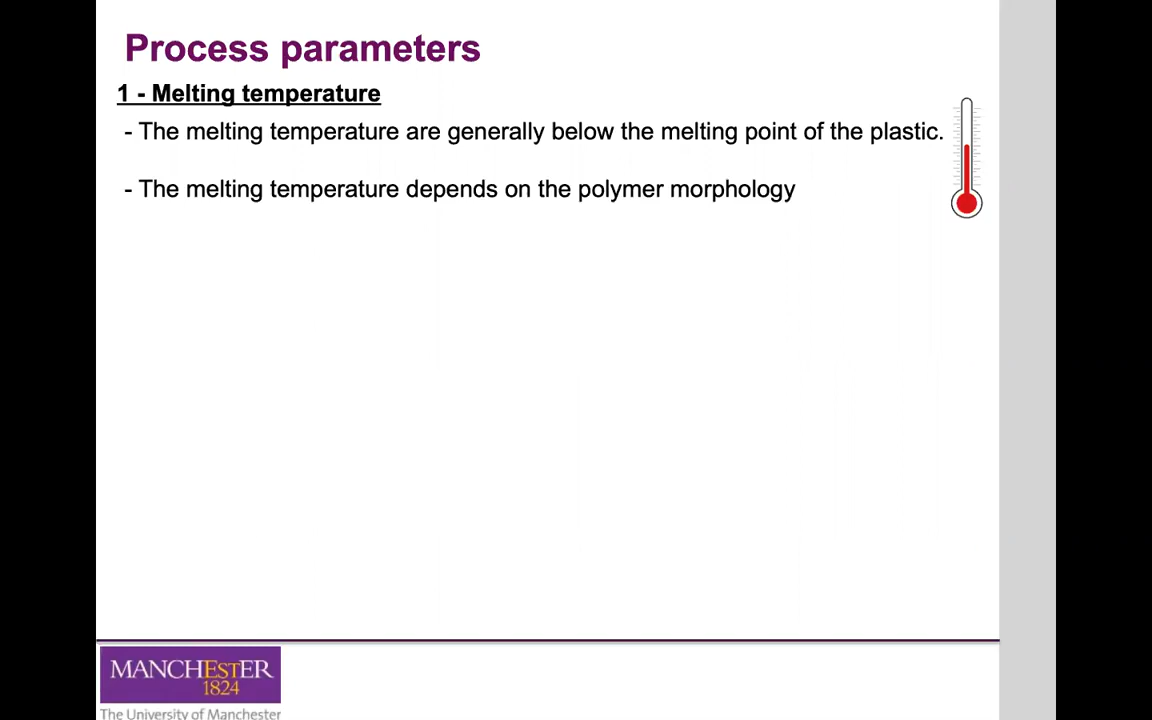 Process parameters
1 - Melting temperature
- The melting temperature are generally below the melting point of the plastic.
- The melting temperature depends on the polymer morphology
MANCHESTER
1824
The University of Manchester